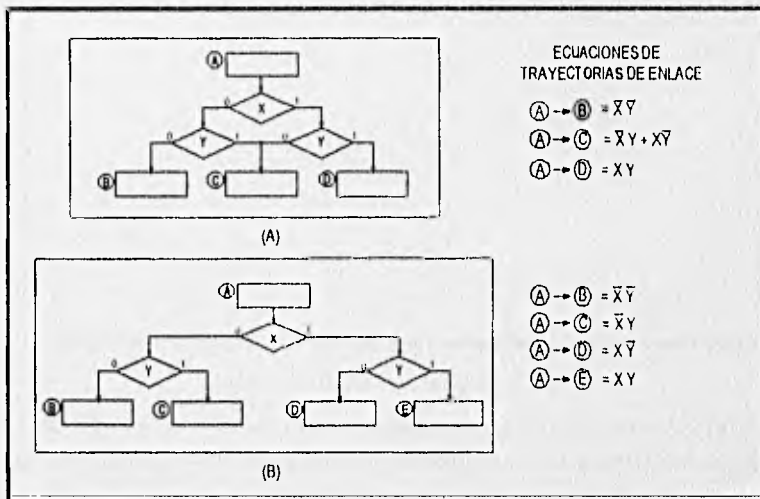 ECUACIONES DE
TRAYECTORIAS DE ENLACE
A
X
0 1
Y
0 1
Y
0 1
B
C
D
(A)
A → B = X̅ Y̅
A → C = X̅ Y + X Y̅
A → D = X Y
A
X
0 1
Y
0 1
Y
0 1
B
C
D
E
(B)
A → B = X̅ Y̅
A → C = X̅ Y
A → D = X Y̅
A → E = X Y